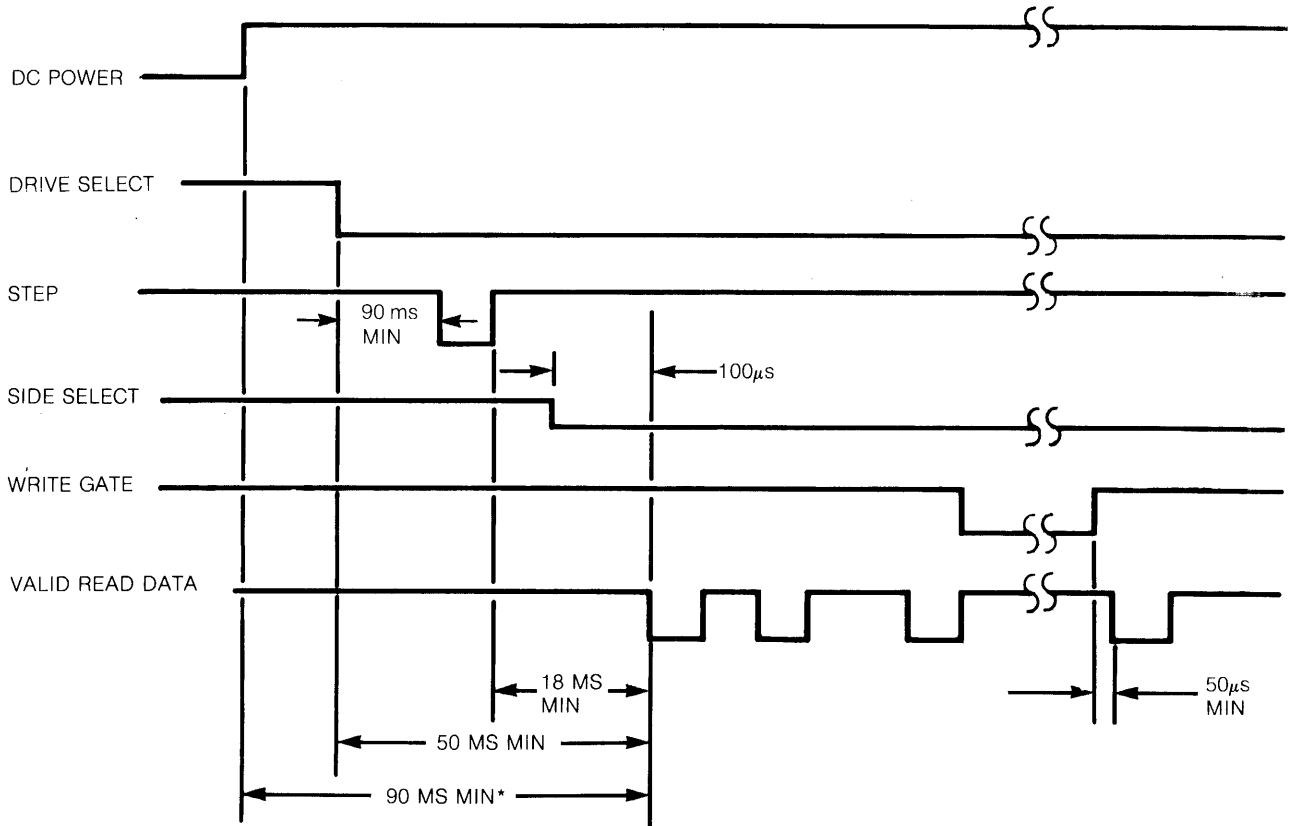 DC POWER
DRIVE SELECT
STEP
90 ms
MIN
100µs
SIDE SELECT
WRITE GATE
VALID READ DATA
18 MS
MIN
50µs
MIN
50 MS MIN
90 MS MIN*